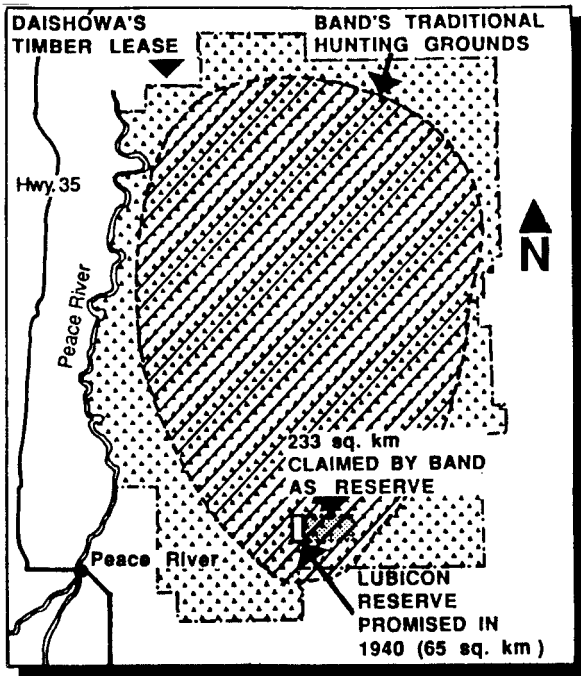 DAISHOWA'S
TIMBER LEASE
BAND'S TRADITIONAL
HUNTING GROUNDS
Hwy. 35
N
Peace River
233 sq. km
CLAIMED BY BAND
AS RESERVE
Peace River
LUBICON
RESERVE
PROMISED IN
1940 (65 sq. km)